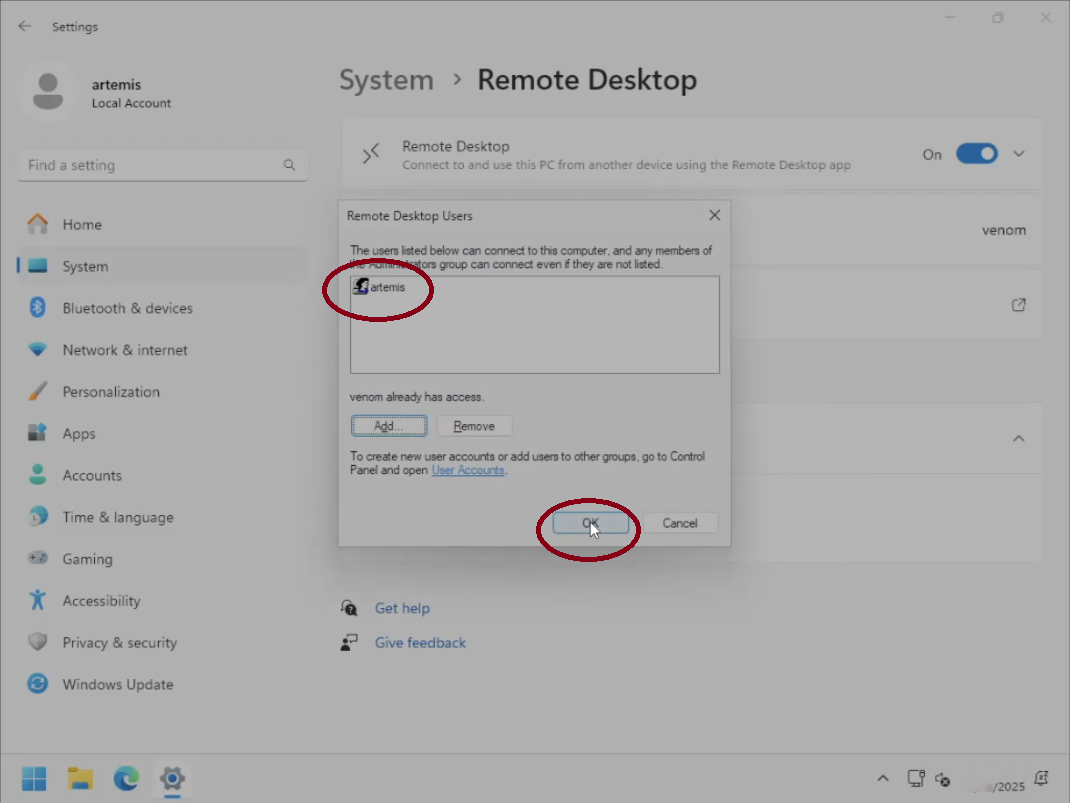 Settings
artemis
Local Account
Find a setting
Home
System
Bluetooth & devices
Network & internet
Personalization
Apps
Accounts
Time & language
Gaming
Accessibility
Privacy & security
Windows Update
System > Remote Desktop
Remote Desktop
Connect to and use this PC from another device using the Remote Desktop app
On
venom
Remote Desktop Users
The users listed below can connect to this computer, and any members of
the Administrators group can connect even if they are not listed.
artemis
venom already has access.
Add...
Remove
To create new user accounts or add users to other groups, go to Control
Panel and open User Accounts.
OK
Cancel
Get help
Give feedback
/2025